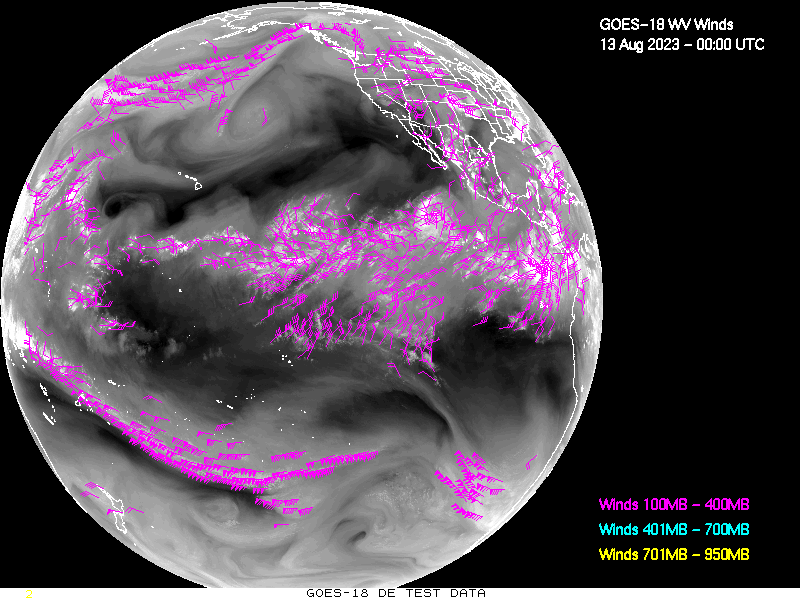 GOES-18 WV Winds
13 Aug 2023 - 00:00 UTC
Winds 100MB - 400MB
Winds 401MB - 700MB
Winds 701MB - 950MB
2
GOES-18 DE TEST DATA